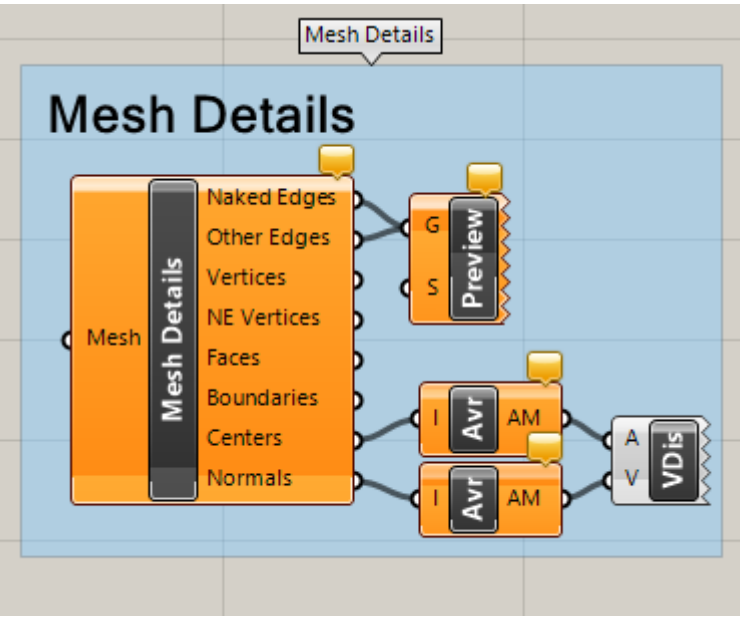 Mesh Details
Mesh Details
Mesh
Mesh Details
Naked Edges
Other Edges
Vertices
NE Vertices
Faces
Boundaries
Centers
Normals
G
S
Preview
I
Avr
AM
I
Avr
AM
A
V
VDis